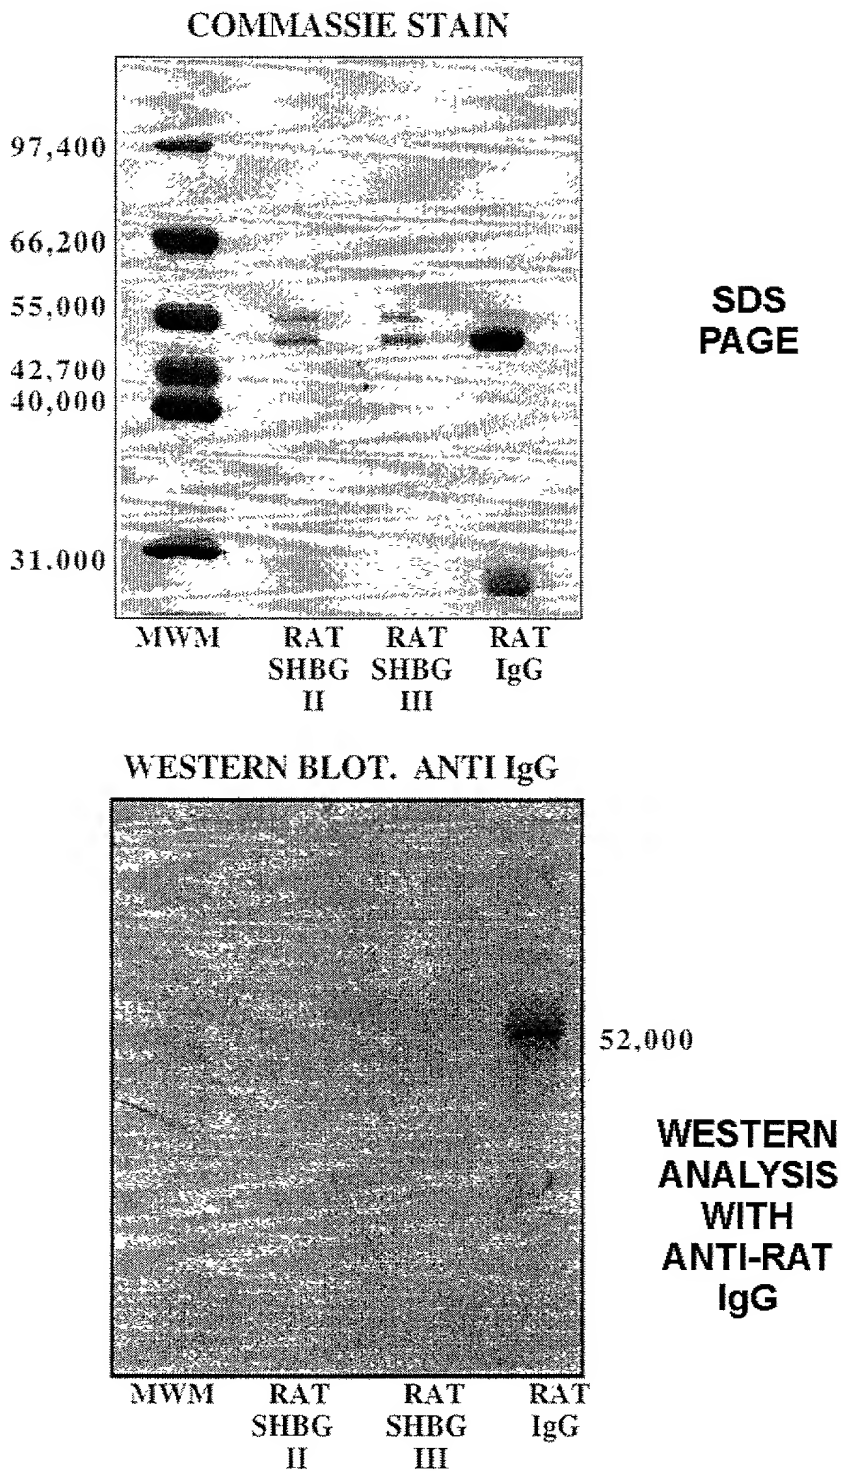 COMMASSIE STAIN
97,400
66,200
55,000
42,700
40,000
31.000
SDS
PAGE
MWM
RAT
SHBG
II
RAT
SHBG
III
RAT
IgG
WESTERN BLOT. ANTI IgG
52,000
WESTERN
ANALYSIS
WITH
ANTI-RAT
IgG
MWM
RAT
SHBG
II
RAT
SHBG
III
RAT
IgG